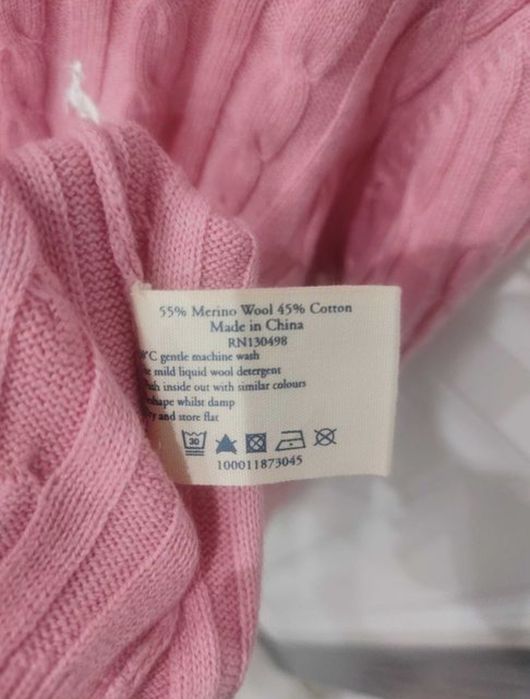 55% Merino Wool 45% Cotton
Made in China
RN130498
°C gentle machine wash
mild liquid wool detergent
inside out with similar colours
whilst damp
and store flat
30
100011873045